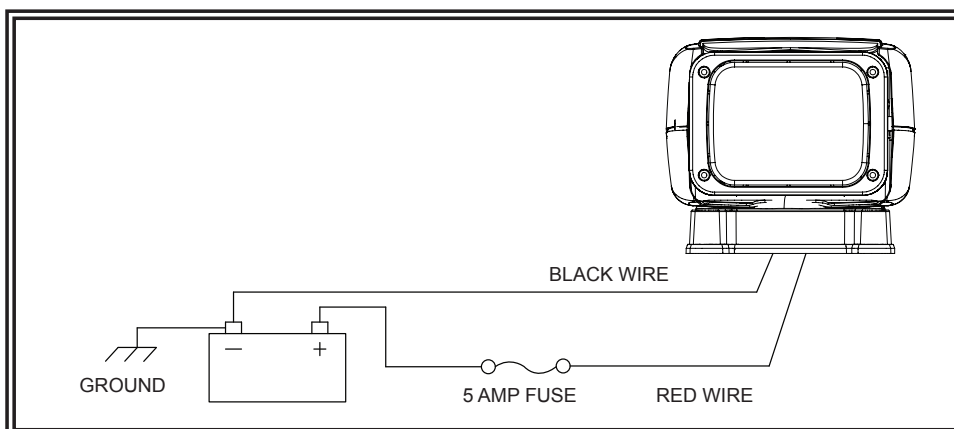 BLACK WIRE
− +
GROUND
5 AMP FUSE
RED WIRE